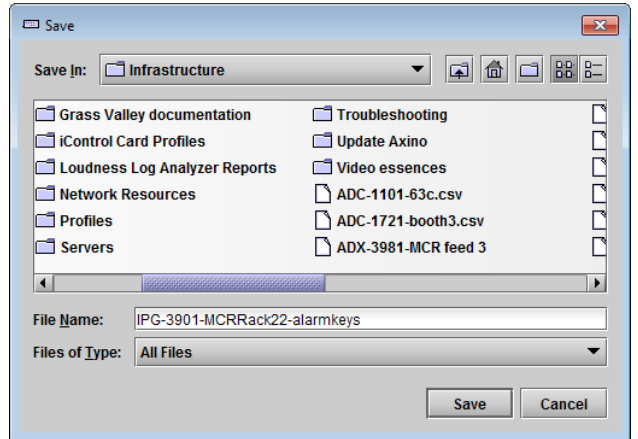 Save
Save In: Infrastructure
Grass Valley documentation
iControl Card Profiles
Loudness Log Analyzer Reports
Network Resources
Profiles
Servers
Troubleshooting
Update Axino
Video essences
ADC-1101-63c.csv
ADC-1721-booth3.csv
ADX-3981-MCR feed 3
File Name: IPG-3901-MCRRack22-alarmkeys
Files of Type: All Files
Save Cancel